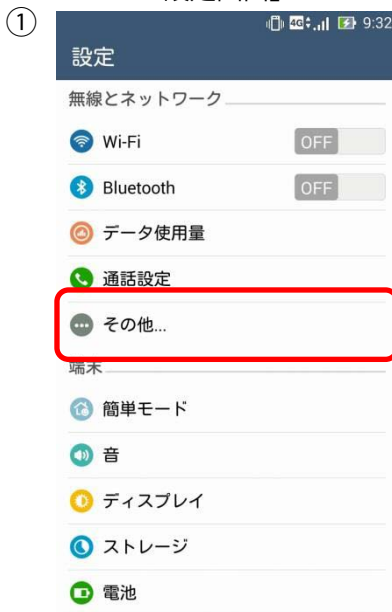 ①
4G 9:32
設定
無線とネットワーク
Wi-Fi OFF
Bluetooth OFF
データ使用量
通話設定
その他...
端末
簡単モード
音
ディスプレイ
ストレージ
電池